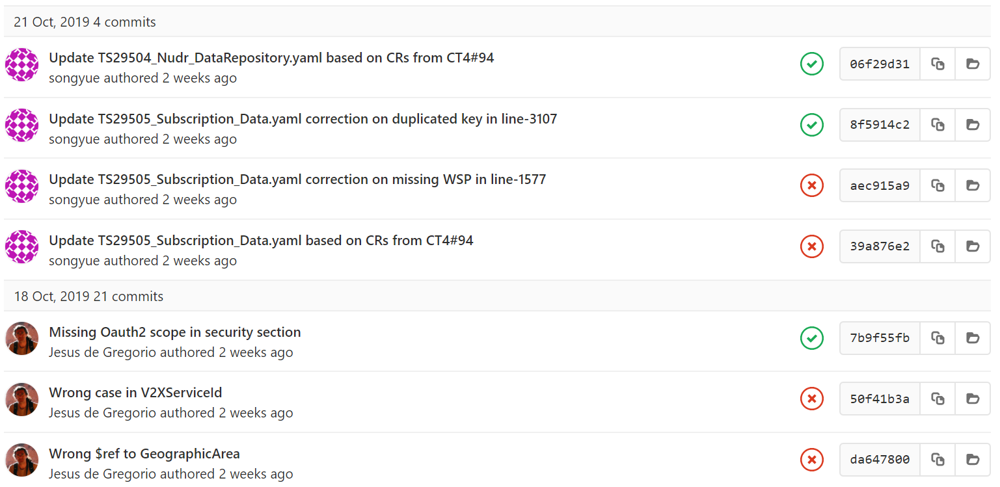 21 Oct, 2019 4 commits
Update TS29504_Nudr_DataRepository.yaml based on CRs from CT4#94
songyue authored 2 weeks ago
06f29d31
Update TS29505_Subscription_Data.yaml correction on duplicated key in line-3107
songyue authored 2 weeks ago
8f5914c2
Update TS29505_Subscription_Data.yaml correction on missing WSP in line-1577
songyue authored 2 weeks ago
aec915a9
Update TS29505_Subscription_Data.yaml based on CRs from CT4#94
songyue authored 2 weeks ago
39a876e2
18 Oct, 2019 21 commits
Missing Oauth2 scope in security section
Jesus de Gregorio authored 2 weeks ago
7b9f55fb
Wrong case in V2XServiceId
Jesus de Gregorio authored 2 weeks ago
50f41b3a
Wrong $ref to GeographicArea
Jesus de Gregorio authored 2 weeks ago
da647800